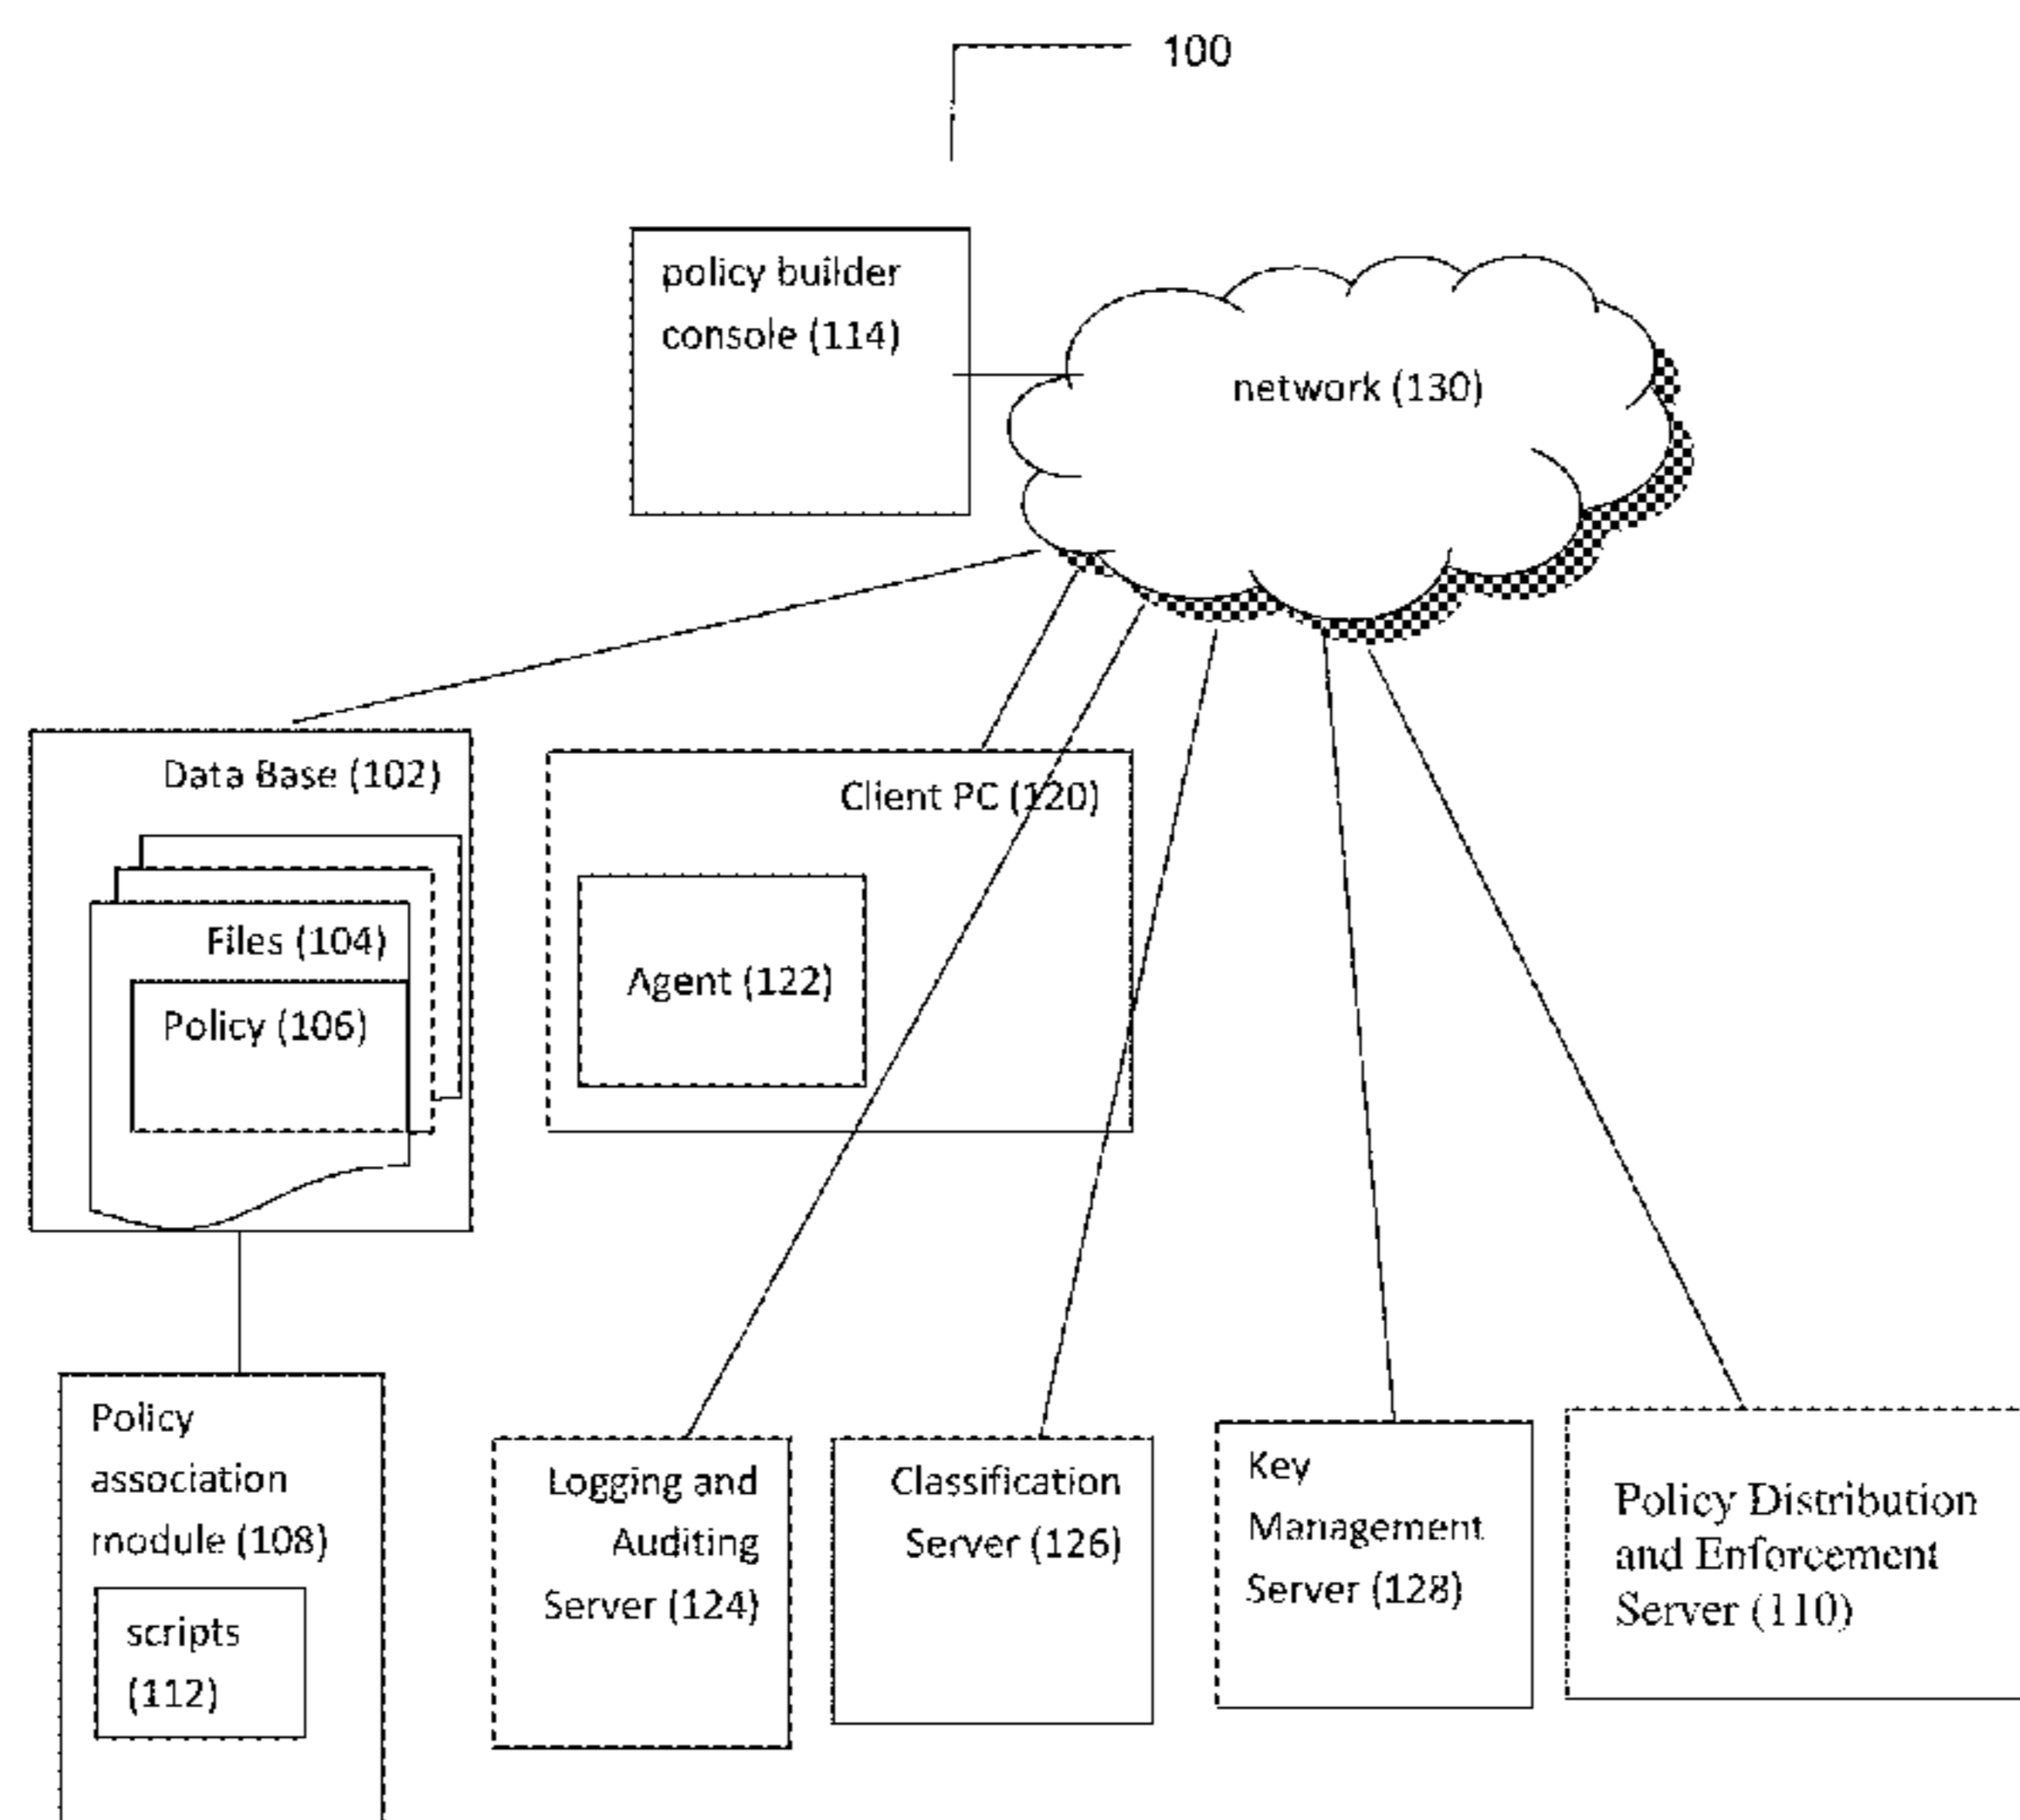 100
policy builder
console (114)
network (130)
Data Base (102)
Files (104)
Policy (106)
Client PC (120)
Agent (122)
Policy
association
module (108)
scripts
(112)
Logging and
Auditing
Server (124)
Classification
Server (126)
Key
Management
Server (128)
Policy Distribution
and Enforcement
Server (110)